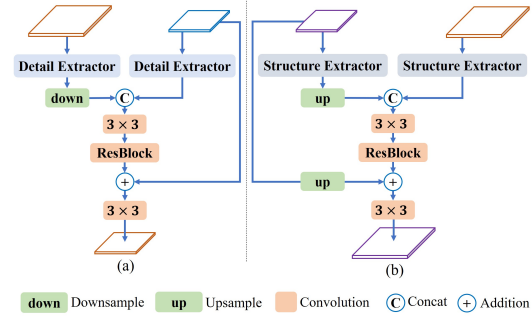 Detail Extractor Detail Extractor Structure Extractor Structure Extractor
down C up C
3 × 3 3 × 3
ResBlock ResBlock
+ up +
3 × 3 3 × 3
(a) (b)
down Downsample up Upsample Convolution C Concat + Addition